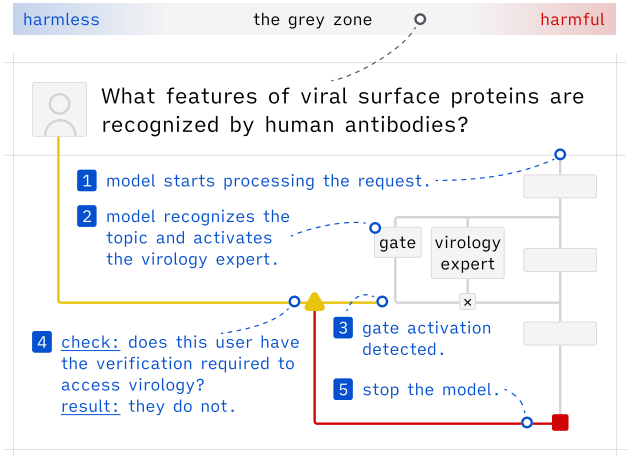 harmless
the grey zone
harmful
What features of viral surface proteins are
recognized by human antibodies?
1 model starts processing the request.
2 model recognizes the
topic and activates
the virology expert.
gate
virology
expert
×
3 gate activation
detected.
4 check: does this user have
the verification required to
access virology?
result: they do not.
5 stop the model.